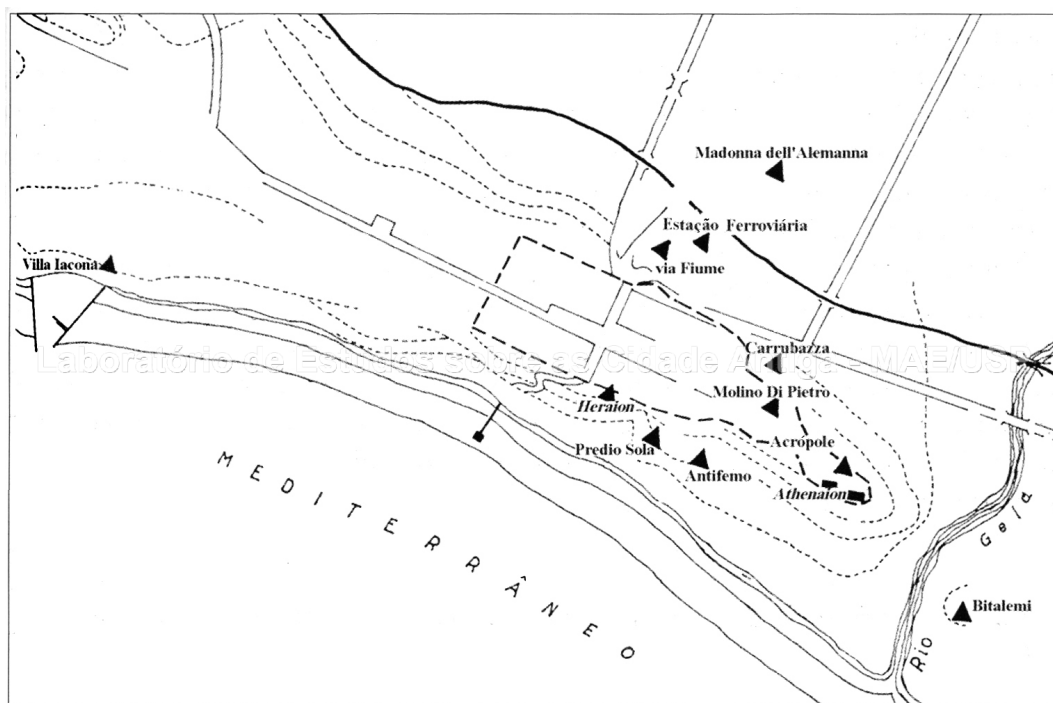 Madonna dell'Alemanna
Estação Ferroviária
via Fiume
Villa Iacona
Carrubazza
Laboratório de Estudos sobre as Cidade Antiga - MAE/USP
Molino Di Pietro
Heraion
Acrópole
Predio Sola
Antifemo
Athenaion
MEDITERRÂNEO
Rio Gela
Bitalemi